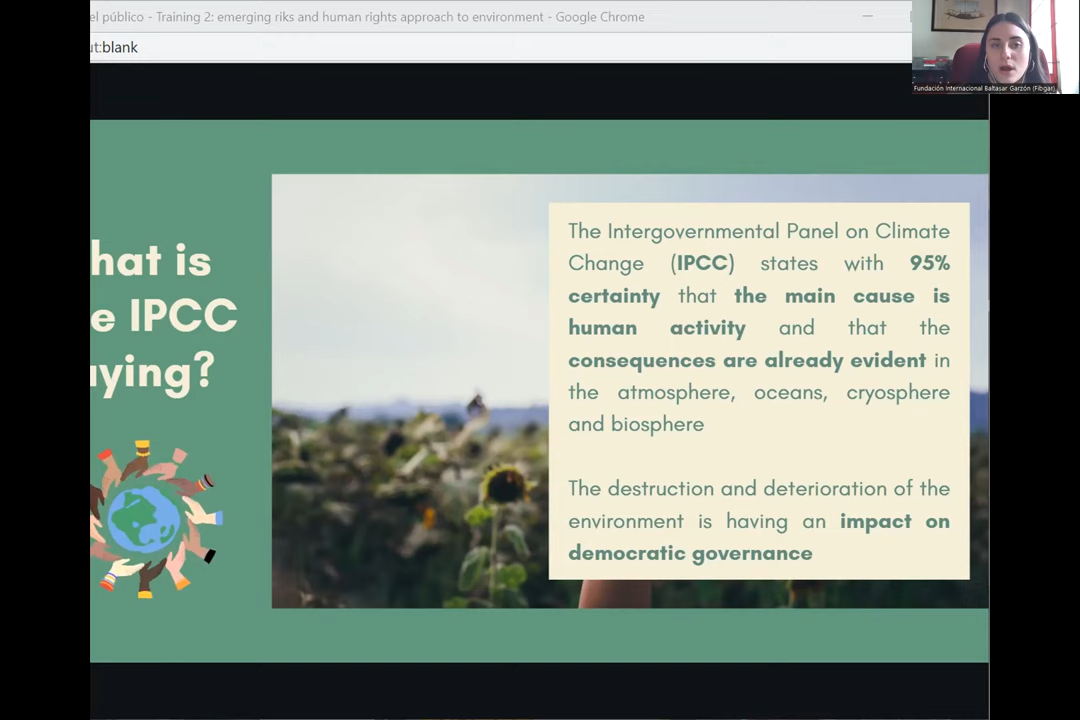 el público - Training 2: emerging riks and human rights approach to environment - Google Chrome
ut:blank
Fundación Internacional Baltasar Garzón (Fibgar)
hat is
e IPCC
ying?
The Intergovernmental Panel on Climate
Change (IPCC) states with 95%
certainty that the main cause is
human activity and that the
consequences are already evident in
the atmosphere, oceans, cryosphere
and biosphere
The destruction and deterioration of the
environment is having an impact on
democratic governance